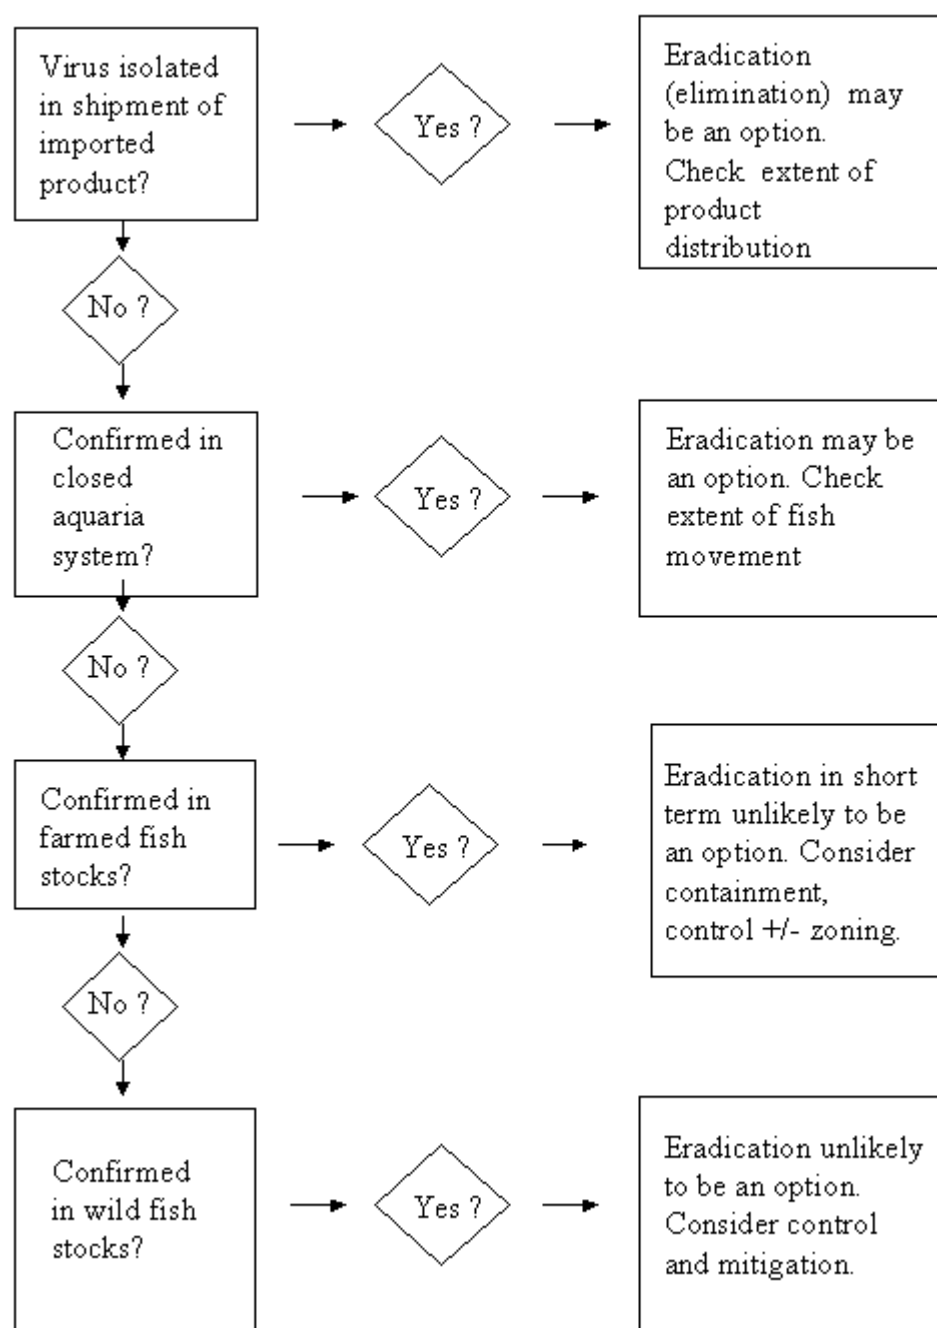 Virus isolated
in shipment of
imported
product?
Yes ?
Eradication
(elimination) may
be an option.
Check extent of
product
distribution
No ?
Confirmed in
closed
aquaria
system?
Yes ?
Eradication may be
an option. Check
extent of fish
movement
No ?
Confirmed in
farmed fish
stocks?
Yes ?
Eradication in short
term unlikely to be
an option. Consider
containment,
control +/- zoning.
No ?
Confirmed
in wild fish
stocks?
Yes ?
Eradication unlikely
to be an option.
Consider control
and mitigation.